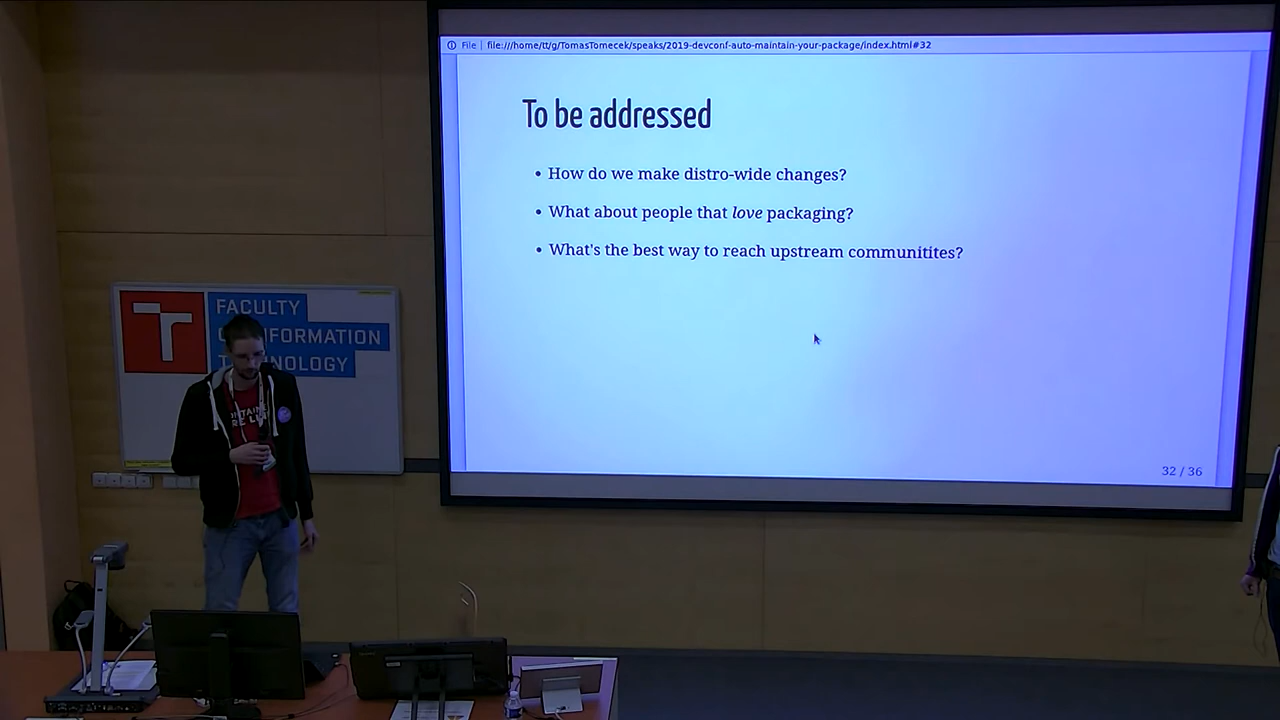 File | file:///home/tt/g/TomasTomecek/speaks/2019-devconf-auto-maintain-your-package/index.html#32
To be addressed
• How do we make distro-wide changes?
• What about people that love packaging?
• What's the best way to reach upstream communitites?
32 / 36
FACULTY
INFORMATION
NOLOGY